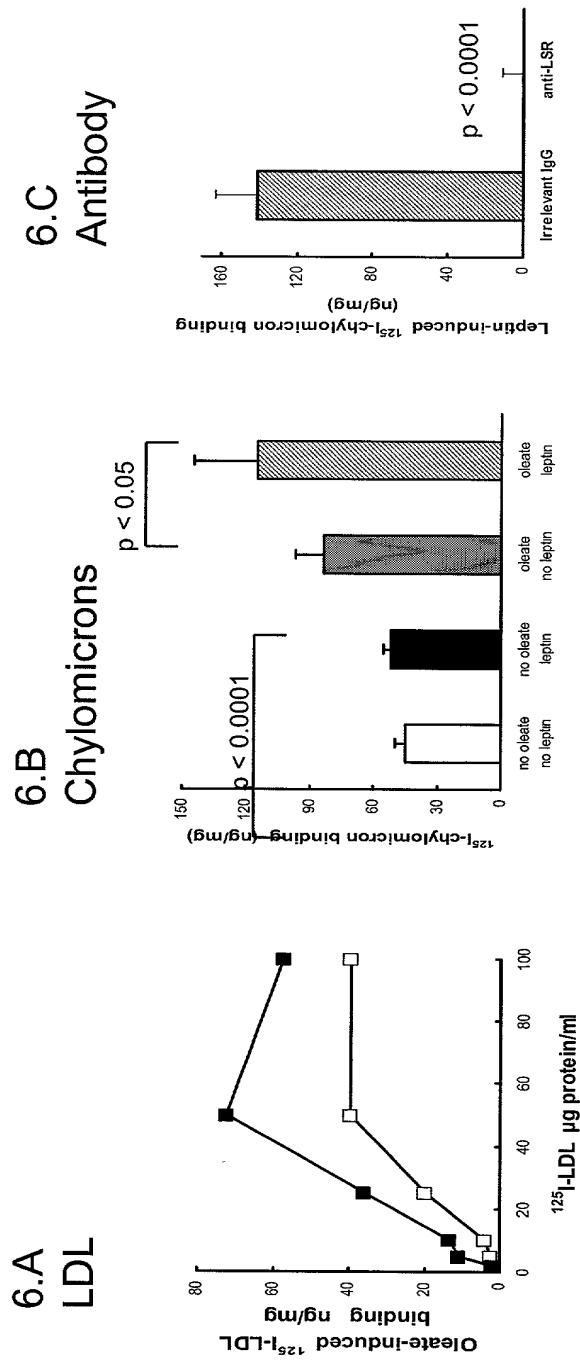 6.A
LDL
Oleate-induced ¹²⁵I-LDL
binding ng/mg
80
60
40
20
0
0 20 40 60 80 100
¹²⁵I-LDL µg protein/ml
6.B
Chylomicrons
¹²⁵I-chylomicron binding (ng/mg)
150
120
90
60
30
0
p < 0.0001
p > 0.05
no oleate no oleate oleate oleate
no leptin leptin no leptin leptin
6.C
Antibody
Leptin-induced ¹²⁵I-chylomicron binding
(ng/mg)
160
120
80
40
0
p < 0.0001
Irrelevant IgG anti-LSR